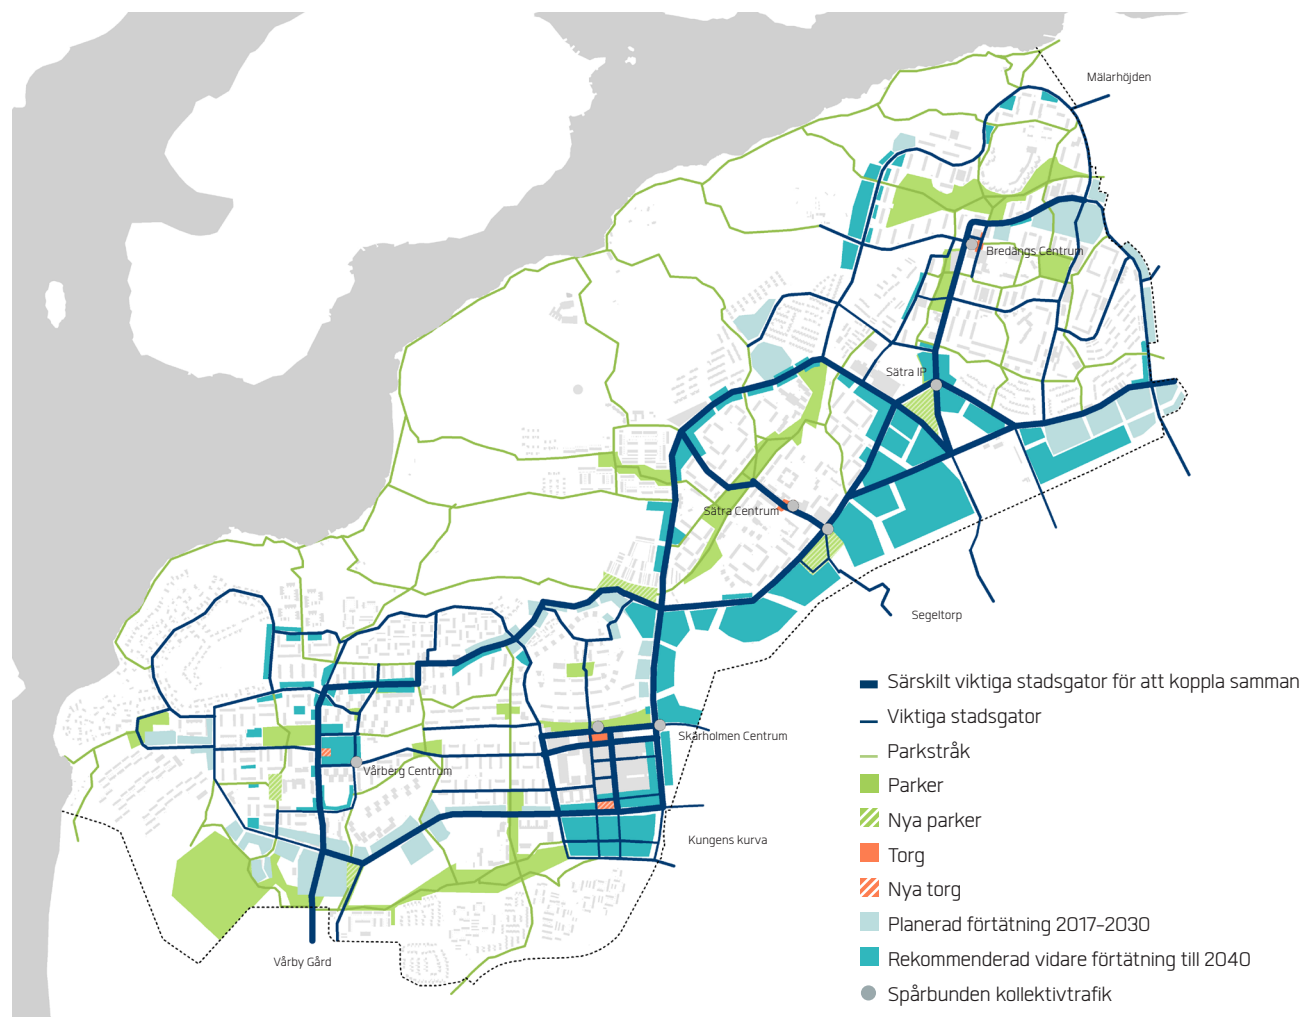 Mälarhöjden
Bredängs Centrum
Sätra IP
Sätra Centrum
Segeltorp
Skärholmen Centrum
Vårberg Centrum
Kungens kurva
Vårby Gård
Särskilt viktiga stadsgator för att koppla samman
Viktiga stadsgator
Parkstråk
Parker
Nya parker
Torg
Nya torg
Planerad förtätning 2017–2030
Rekommenderad vidare förtätning till 2040
Spårbunden kollektivtrafik